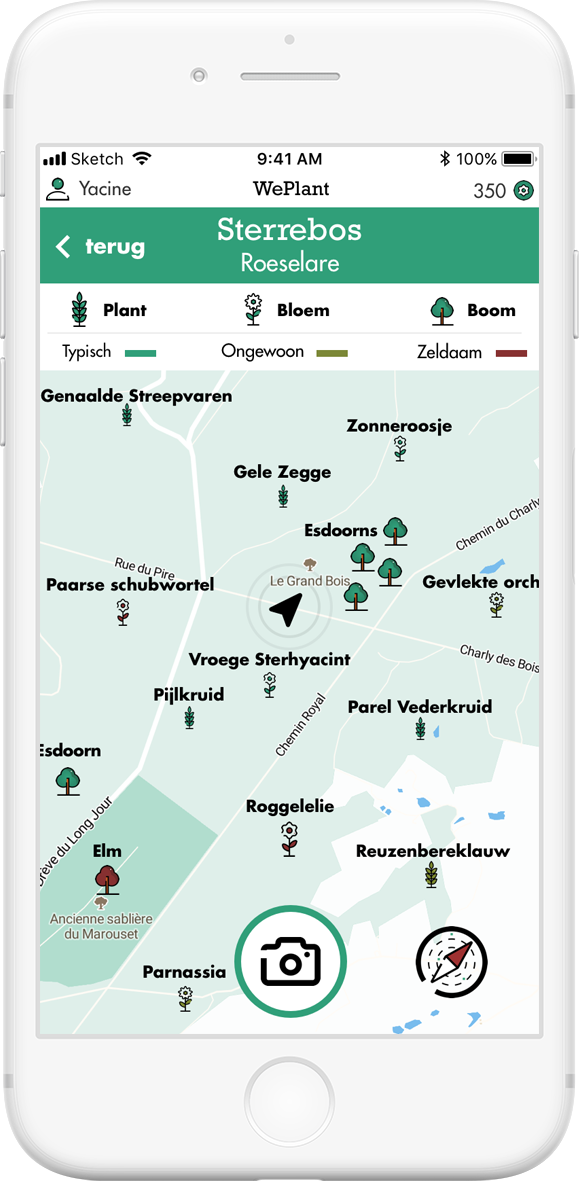 Sketch 9:41 AM 100%
Yacine WePlant 350
Sterrebos
terug
Roeselare
Plant Bloem Boom
Typisch Ongewoon Zeldaam
Genaalde Streepvaren
Zonneroosje
Gele Zegge
Chemin du Charly
Esdoorns
Rue du Pire
Le Grand Bois
Paarse schubwortel
Gevlekte orch
Charly des Bois
Vroege Sterhyacint
Pijlkruid
Chemin Royal
Parel Vederkruid
Esdoorn
Roggelelie
Drève du Long Jour
Elm
Reuzenbereklauw
Ancienne sablière
du Marouset
Parnassia